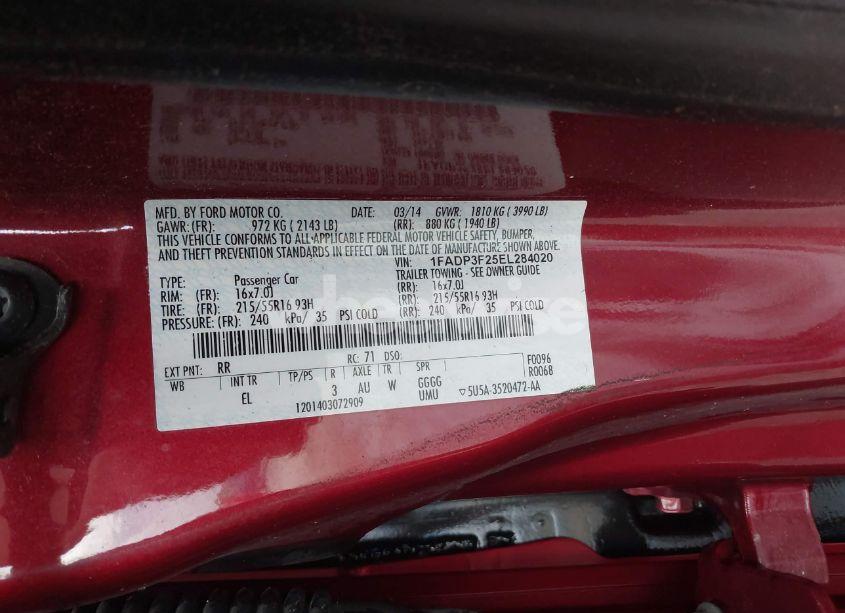 MFD. BY FORD MOTOR CO. DATE: 03/14 GVWR: 1810 KG ( 3990 LB)
GAWR: (FR): 972 KG ( 2143 LB) (RR): 880 KG ( 1940 LB)
THIS VEHICLE CONFORMS TO ALL APPLICABLE FEDERAL MOTOR VEHICLE SAFETY, BUMPER,
AND THEFT PREVENTION STANDARDS IN EFFECT ON THE DATE OF MANUFACTURE SHOWN ABOVE.
VIN: 1FADP3F25EL284020
TYPE: Passenger Car TRAILER TOWING - SEE OWNER GUIDE
RIM: (FR): 16x7.0J (RR): 16x7.0J
TIRE: (FR): 215/55R16 93H (RR): 215/55R16 93H
PRESSURE: (FR): 240 kPa/ 35 PSI COLD (RR): 240 kPa/ 35 PSI COLD
EXT PNT: RR RC: 71 DSO: F0096
WB INT TR TP/PS R AXLE TR SPR R0068
EL 3 AU W GGGG
UMU 5U5A-3520472-AA
1201403072909